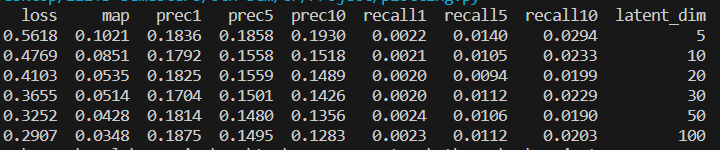 loss map prec1 prec5 prec10 recall1 recall5 recall10 latent_dim
0.5618 0.1021 0.1836 0.1858 0.1930 0.0022 0.0140 0.0294 5
0.4769 0.0851 0.1792 0.1558 0.1518 0.0021 0.0105 0.0233 10
0.4103 0.0535 0.1825 0.1559 0.1489 0.0020 0.0094 0.0199 20
0.3655 0.0514 0.1704 0.1501 0.1426 0.0020 0.0112 0.0229 30
0.3252 0.0428 0.1814 0.1480 0.1356 0.0024 0.0106 0.0190 50
0.2907 0.0348 0.1875 0.1495 0.1283 0.0023 0.0112 0.0203 100